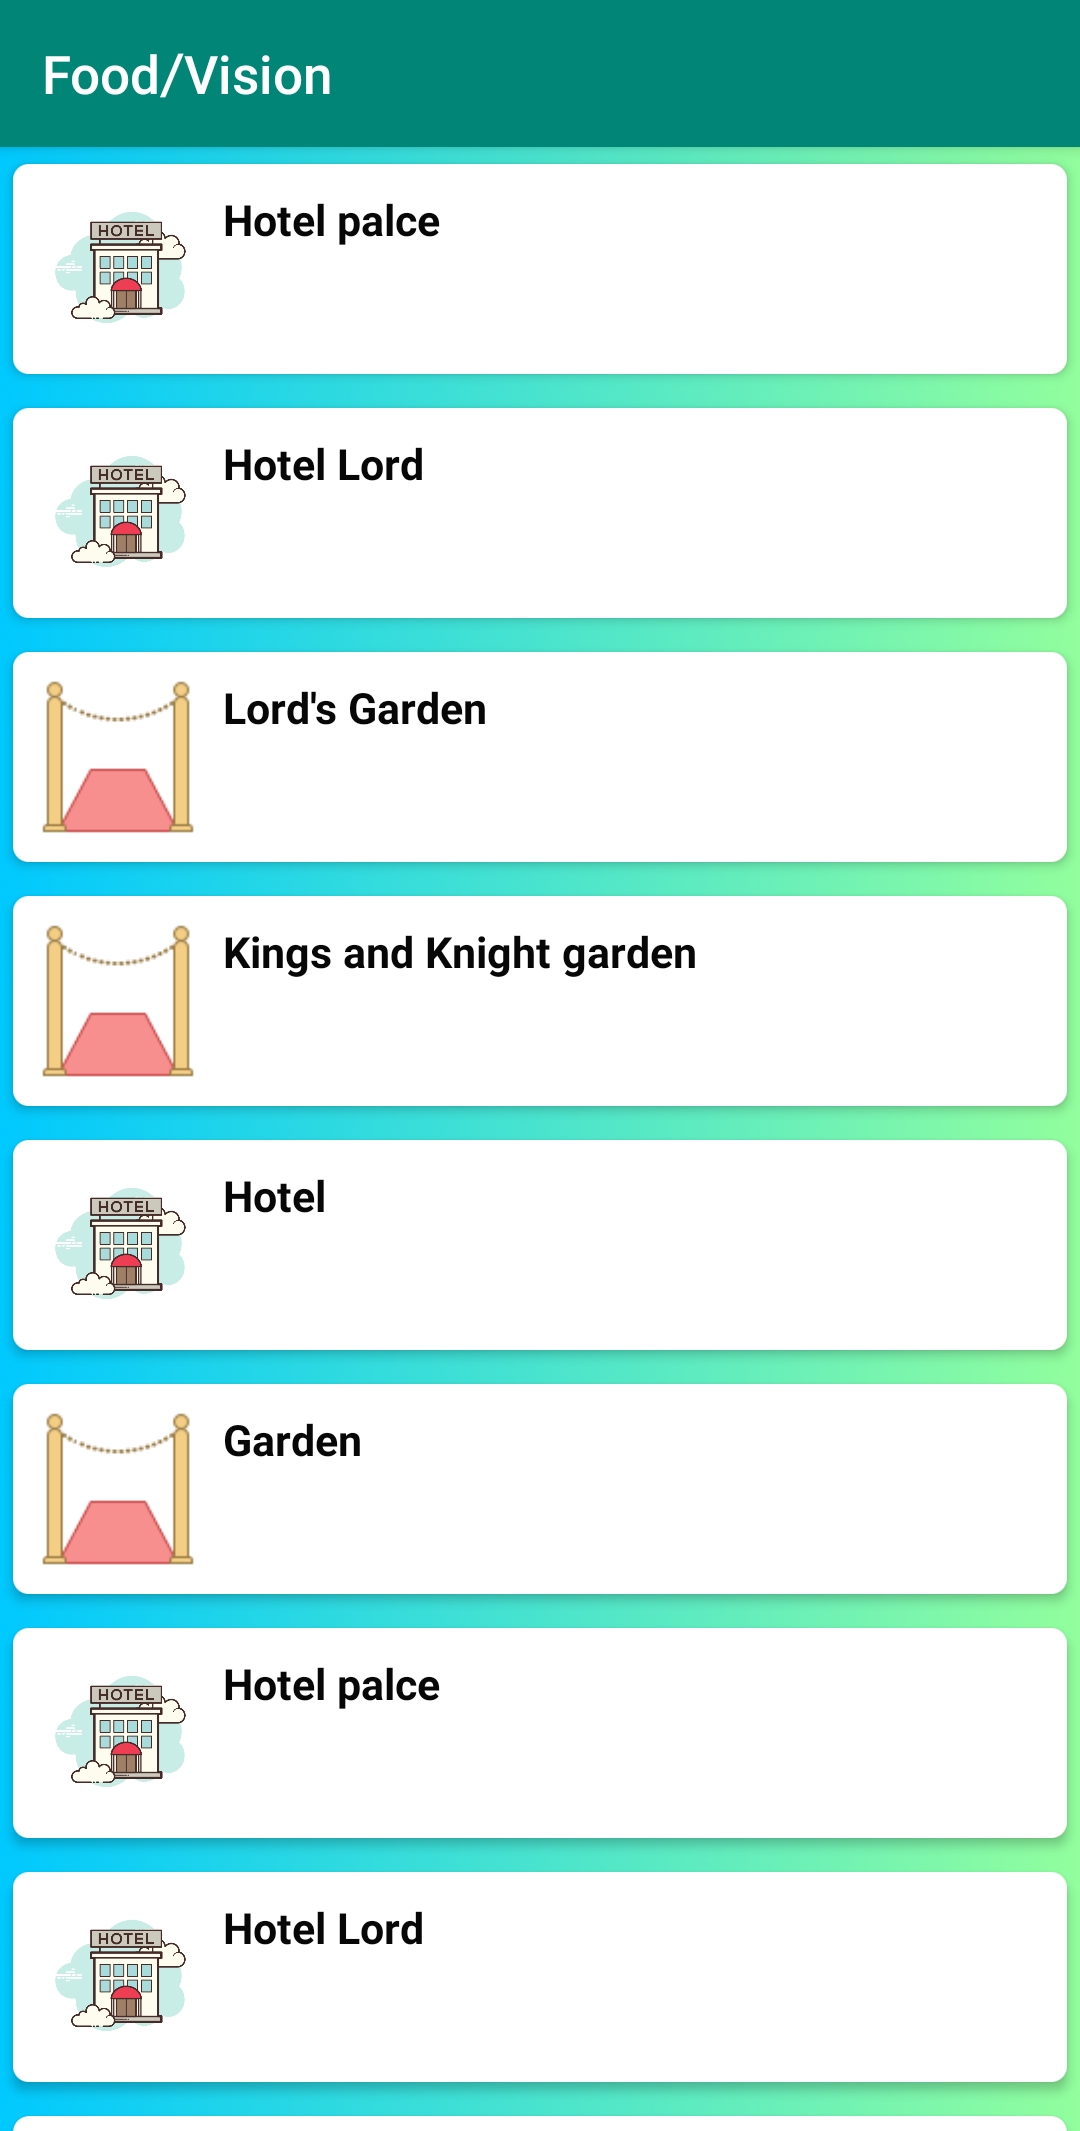 Food/Vision
HOTEL
Hotel palce
HOTEL
Hotel Lord
Lord's Garden
Kings and Knight garden
HOTEL
Hotel
Garden
HOTEL
Hotel palce
HOTEL
Hotel Lord